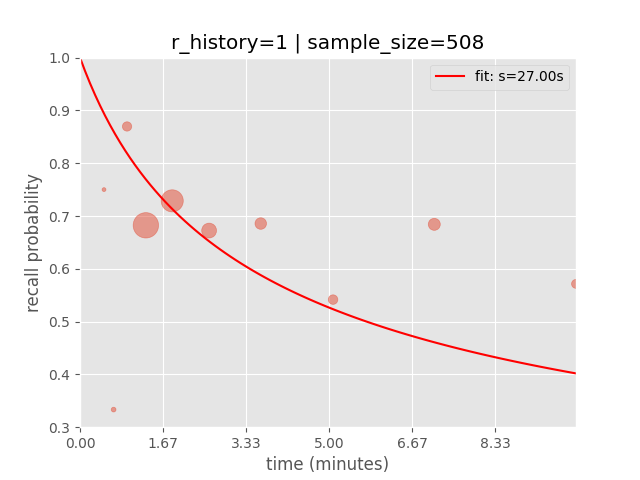 r_history=1 | sample_size=508
fit: s=27.00s
recall probability
1.0
0.9
0.8
0.7
0.6
0.5
0.4
0.3
0.00 1.67 3.33 5.00 6.67 8.33
time (minutes)